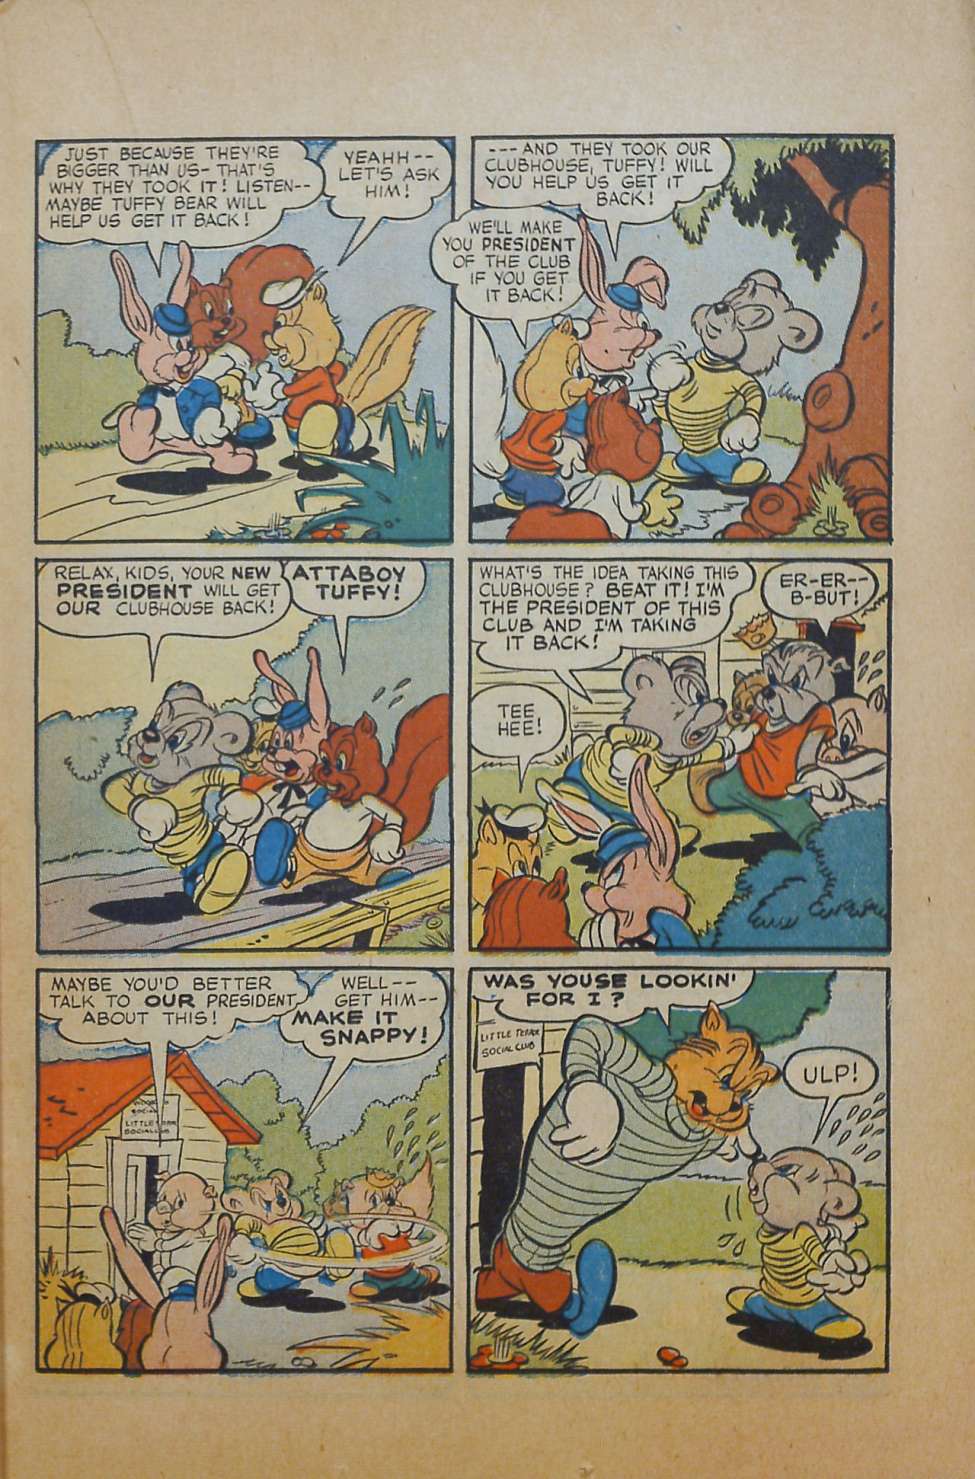 JUST BECAUSE THEY'RE
BIGGER THAN US- THAT'S
WHY THEY TOOK IT! LISTEN--
MAYBE TUFFY BEAR WILL
HELP US GET IT BACK!
YEAHH--
LET'S ASK
HIM!
---AND THEY TOOK OUR
CLUBHOUSE, TUFFY! WILL
YOU HELP US GET IT
BACK!
WE'LL MAKE
YOU PRESIDENT
OF THE CLUB
IF YOU GET
IT BACK!
RELAX, KIDS, YOUR NEW
PRESIDENT WILL GET
OUR CLUBHOUSE BACK!
ATTABOY
TUFFY!
WHAT'S THE IDEA TAKING THIS
CLUBHOUSE? BEAT IT! I'M
THE PRESIDENT OF THIS
CLUB AND I'M TAKING
IT BACK!
ER-ER--
B-BUT!
TEE
HEE!
MAYBE YOU'D BETTER
TALK TO OUR PRESIDENT
ABOUT THIS!
WELL--
GET HIM--
MAKE IT
SNAPPY!
SOCIAL
LITTLE
SOCIAL CLUB
WAS YOUSE LOOKIN'
FOR I?
LITTLE
SOCIAL CLUB
ULP!